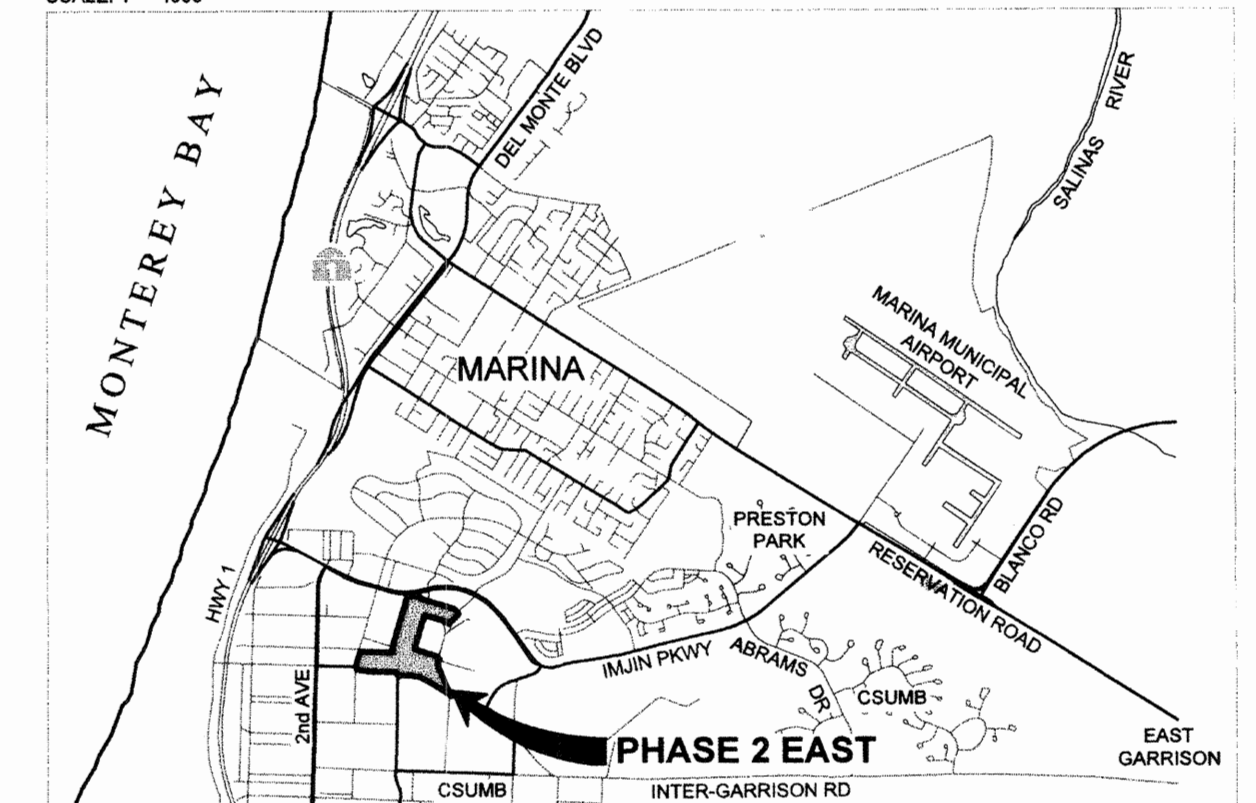 DEL MONTE BLVD
SALINAS RIVER
MONTEREY BAY
1
MARINA MUNICIPAL
AIRPORT
MARINA
PRESTON
PARK
BLANCO RD
RESERVATION ROAD
HWY 1
IMJIN PKWY
ABRAMS DR
CSUMB
2nd AVE
PHASE 2 EAST
EAST
GARRISON
CSUMB
INTER-GARRISON RD